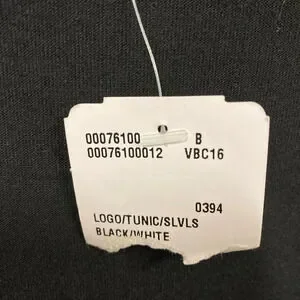 00076100 B
00076100012 VBC16
0394
LOGO/TUNIC/SLVLS
BLACK/WHITE